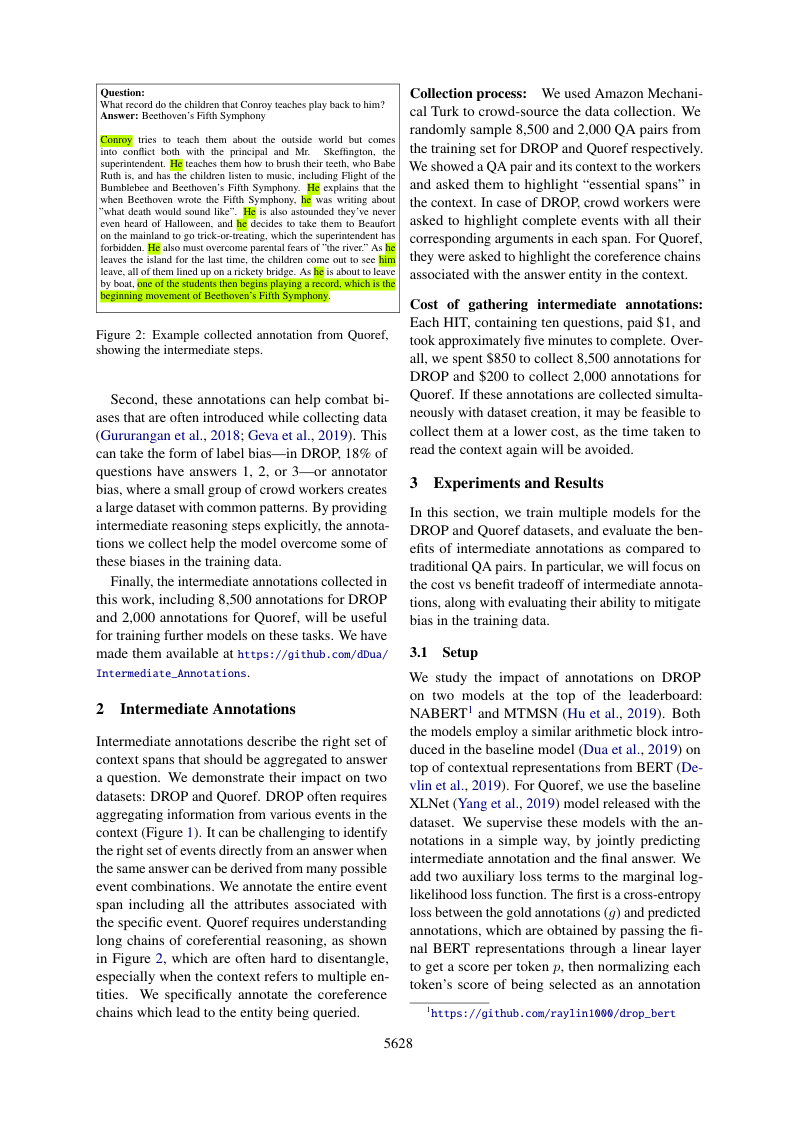 Question:
What record do the children that Conroy teaches play back to him?
Answer: Beethoven's Fifth Symphony
Conroy tries to teach them about the outside world but comes
into conflict both with the principal and Mr. Skeffington, the
superintendent. He teaches them how to brush their teeth, who Babe
Ruth is, and has the children listen to music, including Flight of the
Bumblebee and Beethoven's Fifth Symphony. He explains that the
when Beethoven wrote the Fifth Symphony, he was writing about
"what death would sound like". He is also astounded they've never
even heard of Halloween, and he decides to take them to Beaufort
on the mainland to go trick-or-treating, which the superintendent has
forbidden. He also must overcome parental fears of "the river." As he
leaves the island for the last time, the children come out to see him
leave, all of them lined up on a rickety bridge. As he is about to leave
by boat, one of the students then begins playing a record, which is the
beginning movement of Beethoven's Fifth Symphony.
Figure 2: Example collected annotation from Quoref,
showing the intermediate steps.
Second, these annotations can help combat bi-
ases that are often introduced while collecting data
(Gururangan et al., 2018; Geva et al., 2019). This
can take the form of label bias—in DROP, 18% of
questions have answers 1, 2, or 3—or annotator
bias, where a small group of crowd workers creates
a large dataset with common patterns. By providing
intermediate reasoning steps explicitly, the annota-
tions we collect help the model overcome some of
these biases in the training data.
Finally, the intermediate annotations collected in
this work, including 8,500 annotations for DROP
and 2,000 annotations for Quoref, will be useful
for training further models on these tasks. We have
made them available at https://github.com/dDua/
Intermediate_Annotations.
2 Intermediate Annotations
Intermediate annotations describe the right set of
context spans that should be aggregated to answer
a question. We demonstrate their impact on two
datasets: DROP and Quoref. DROP often requires
aggregating information from various events in the
context (Figure 1). It can be challenging to identify
the right set of events directly from an answer when
the same answer can be derived from many possible
event combinations. We annotate the entire event
span including all the attributes associated with
the specific event. Quoref requires understanding
long chains of coreferential reasoning, as shown
in Figure 2, which are often hard to disentangle,
especially when the context refers to multiple en-
tities. We specifically annotate the coreference
chains which lead to the entity being queried.
Collection process: We used Amazon Mechani-
cal Turk to crowd-source the data collection. We
randomly sample 8,500 and 2,000 QA pairs from
the training set for DROP and Quoref respectively.
We showed a QA pair and its context to the workers
and asked them to highlight “essential spans” in
the context. In case of DROP, crowd workers were
asked to highlight complete events with all their
corresponding arguments in each span. For Quoref,
they were asked to highlight the coreference chains
associated with the answer entity in the context.
Cost of gathering intermediate annotations:
Each HIT, containing ten questions, paid $1, and
took approximately five minutes to complete. Over-
all, we spent $850 to collect 8,500 annotations for
DROP and $200 to collect 2,000 annotations for
Quoref. If these annotations are collected simulta-
neously with dataset creation, it may be feasible to
collect them at a lower cost, as the time taken to
read the context again will be avoided.
3 Experiments and Results
In this section, we train multiple models for the
DROP and Quoref datasets, and evaluate the ben-
efits of intermediate annotations as compared to
traditional QA pairs. In particular, we will focus on
the cost vs benefit tradeoff of intermediate annota-
tions, along with evaluating their ability to mitigate
bias in the training data.
3.1 Setup
We study the impact of annotations on DROP
on two models at the top of the leaderboard:
NABERT1 and MTMSN (Hu et al., 2019). Both
the models employ a similar arithmetic block intro-
duced in the baseline model (Dua et al., 2019) on
top of contextual representations from BERT (De-
vlin et al., 2019). For Quoref, we use the baseline
XLNet (Yang et al., 2019) model released with the
dataset. We supervise these models with the an-
notations in a simple way, by jointly predicting
intermediate annotation and the final answer. We
add two auxiliary loss terms to the marginal log-
likelihood loss function. The first is a cross-entropy
loss between the gold annotations (g) and predicted
annotations, which are obtained by passing the fi-
nal BERT representations through a linear layer
to get a score per token p, then normalizing each
token's score of being selected as an annotation
1https://github.com/raylin1000/drop_bert
5628